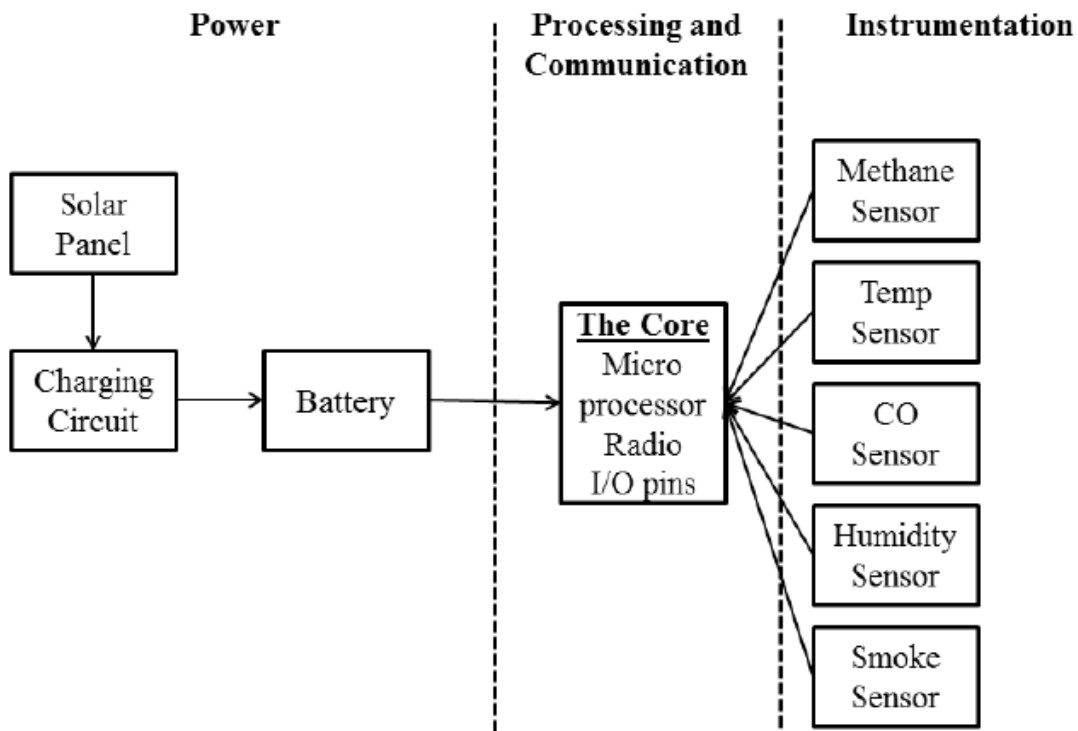 Power
Processing and
Communication
Instrumentation
Solar
Panel
Charging
Circuit
Battery
The Core
Micro
processor
Radio
I/O pins
Methane
Sensor
Temp
Sensor
CO
Sensor
Humidity
Sensor
Smoke
Sensor